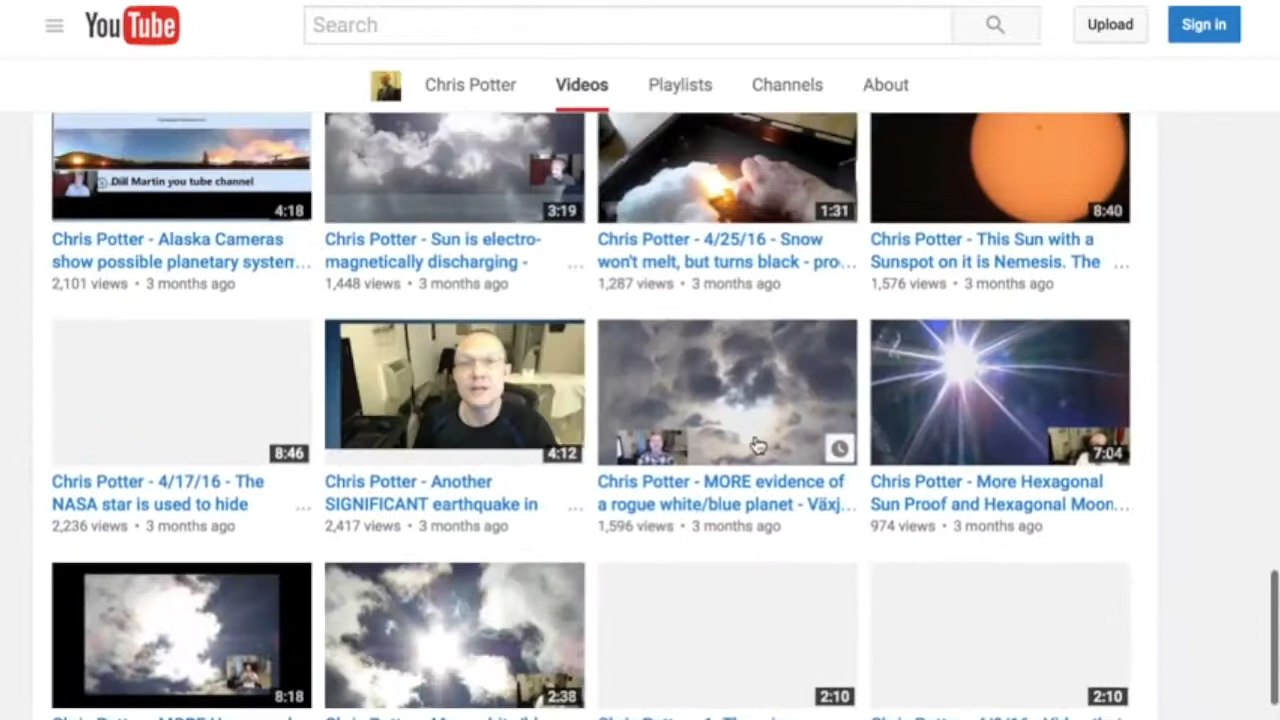 YouTube
Search
Upload
Sign in
Chris Potter
Videos
Playlists
Channels
About
Martin you tube channel
4:18
3:19
1:31
8:40
Chris Potter - Alaska Cameras
show possible planetary system...
2,101 views • 3 months ago
Chris Potter - Sun is electro-
magnetically discharging - ...
1,448 views • 3 months ago
Chris Potter - 4/25/16 - Snow
won't melt, but turns black - pro...
1,287 views • 3 months ago
Chris Potter - This Sun with a
Sunspot on it is Nemesis. The ...
1,576 views • 3 months ago
8:46
4:12
7:04
Chris Potter - 4/17/16 - The
NASA star is used to hide ...
2,236 views • 3 months ago
Chris Potter - Another
SIGNIFICANT earthquake in ...
2,417 views • 3 months ago
Chris Potter - MORE evidence of
a rogue white/blue planet - Växj...
1,596 views • 3 months ago
Chris Potter - More Hexagonal
Sun Proof and Hexagonal Moon...
974 views • 3 months ago
8:18
2:38
2:10
2:10